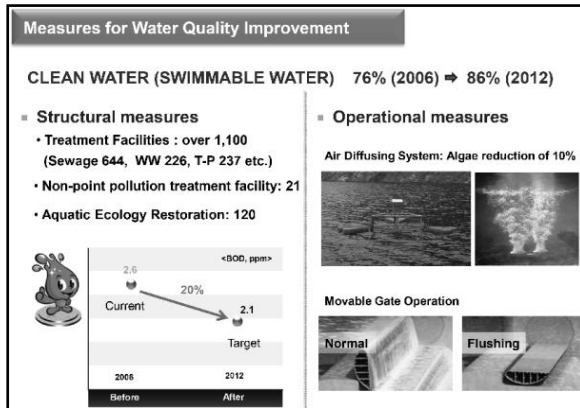 Measures for Water Quality Improvement
CLEAN WATER (SWIMMABLE WATER) 76% (2006) ➡ 86% (2012)
Structural measures
• Treatment Facilities : over 1,100
(Sewage 644, WW 226, T-P 237 etc.)
• Non-point pollution treatment facility: 21
• Aquatic Ecology Restoration: 120
<BOD, ppm>
2.6
20%
Current
2.1
Target
2006 2012
Before After
Operational measures
Air Diffusing System: Algae reduction of 10%
Movable Gate Operation
Normal
Flushing